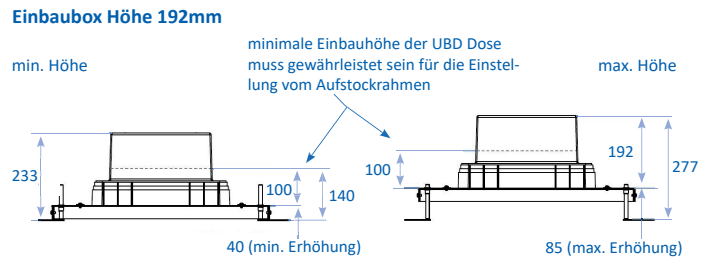 Einbaubox Höhe 192mm
minimale Einbauhöhe der UBD Dose
muss gewährleistet sein für die Einstel-
lung vom Aufstockrahmen
min. Höhe
max. Höhe
233
100
140
40 (min. Erhöhung)
100
192
277
85 (max. Erhöhung)